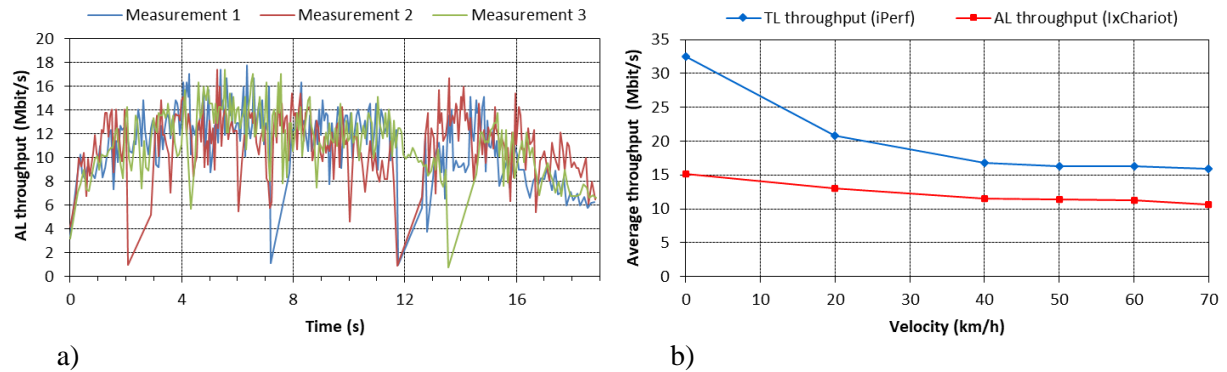 Measurement 1 Measurement 2 Measurement 3
AL throughput (Mbit/s)
20
18
16
14
12
10
8
6
4
2
0
0 4 8 12 16
Time (s)
a)
TL throughput (iPerf) AL throughput (IxChariot)
Average throughput (Mbit/s)
35
30
25
20
15
10
5
0
0 10 20 30 40 50 60 70
Velocity (km/h)
b)